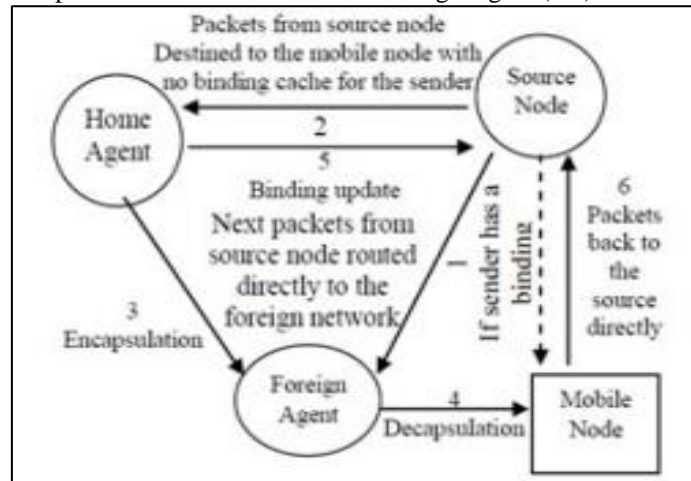 Packets from source node
Destined to the mobile node with
no binding cache for the sender
Source
Node
Home
Agent
2
5
Binding update
Next packets from
source node routed
directly to the
foreign network
1
If sender has a
binding
6
Packets
back to
the
source
directly
3
Encapsulation
Foreign
Agent
4
Decapsulation
Mobile
Node